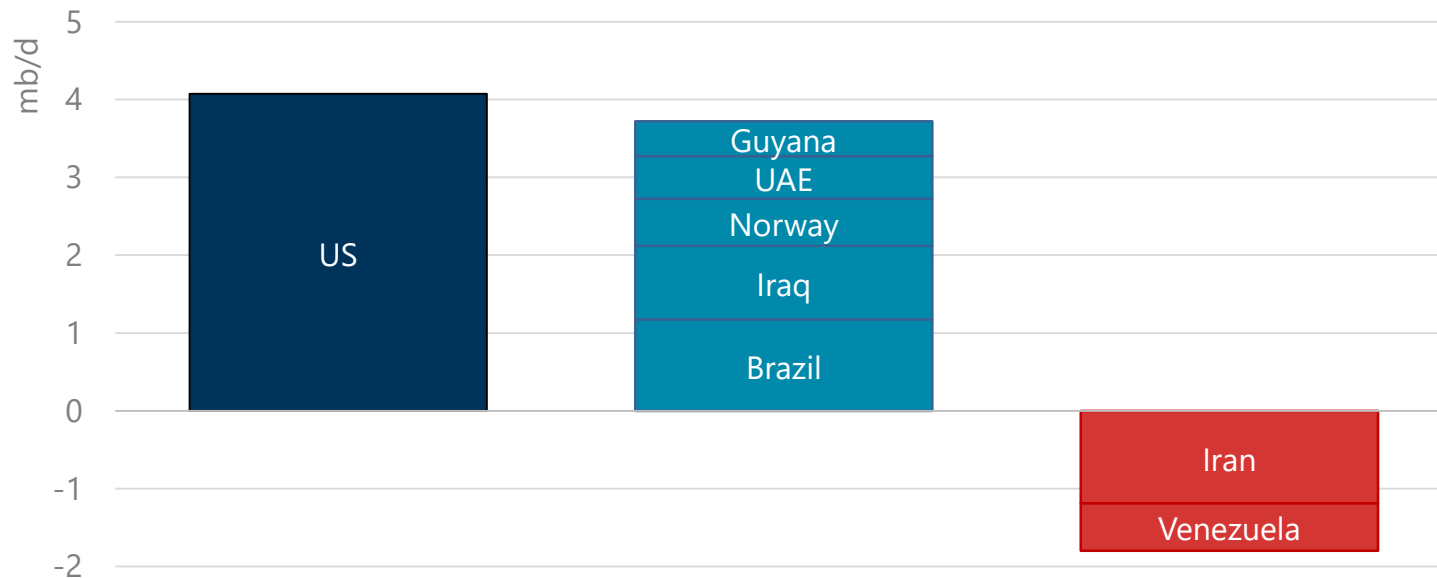 mb/d
5
4
3
2
1
0
-1
-2
US
Guyana
UAE
Norway
Iraq
Brazil
Iran
Venezuela